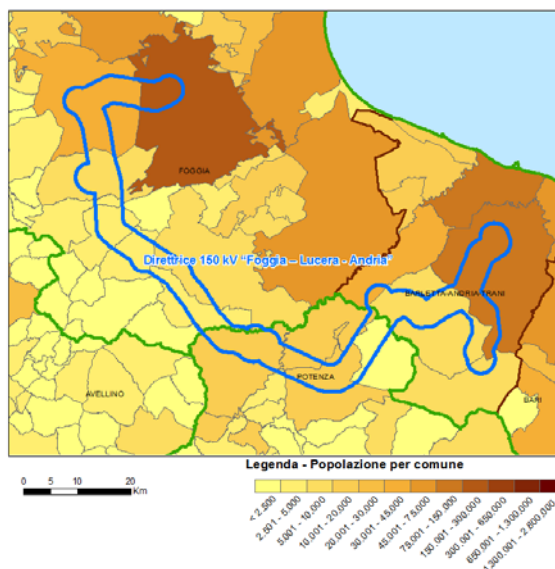 FOGGIA
Direttrice 150 kV "Foggia – Lucera - Andria"
BARLETTA-ANDRIA-TRANI
POTENZA
AVELLINO
BARI
Legenda - Popolazione per comune
0 5 10 20
Km
< 2.500
2.501 - 5.000
5.001 - 10.000
10.001 - 20.000
20.001 - 30.000
30.001 - 45.000
45.001 - 75.000
75.001 - 150.000
150.001 - 300.000
300.001 - 650.000
650.001 - 1.300.000
1.300.001 - 2.800.000